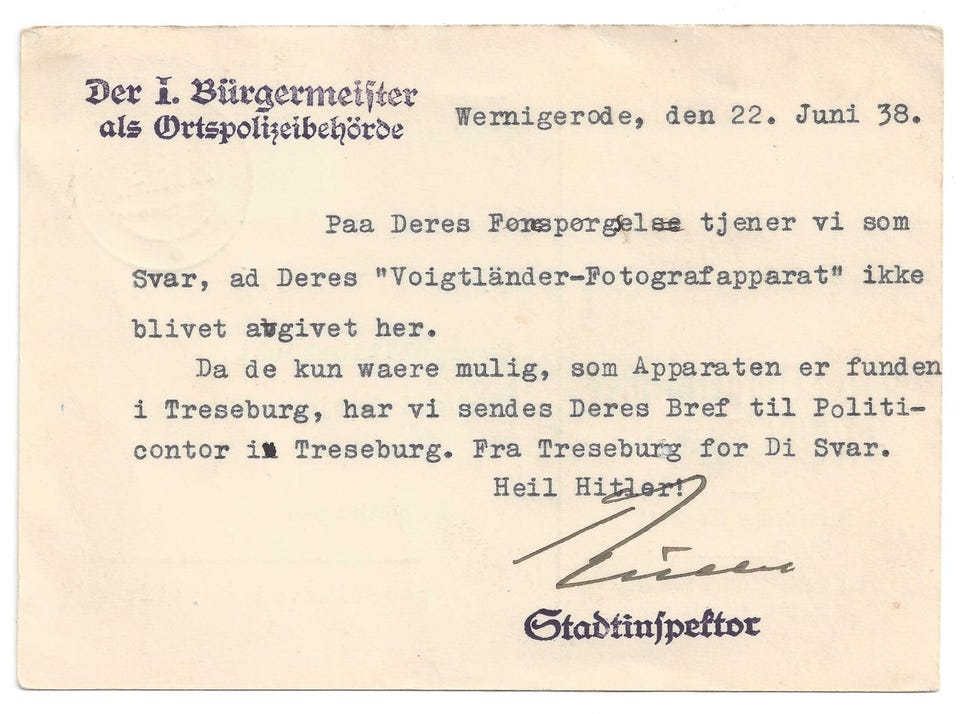 Der I. Bürgermeister
als Ortspolizeibehörde
Wernigerode, den 22. Juni 38.
Paa Deres Fønspørgelse tjener vi som
Svar, ad Deres "Voigtländer-Fotografapparat" ikke
blivet avgivet her.
Da de kun waere mulig, som Apparaten er funden
i Treseburg, har vi sendes Deres Bref til Politi-
contor i Treseburg. Fra Treseburg for Di Svar.
Heil Hitler!
Stadtinspektor